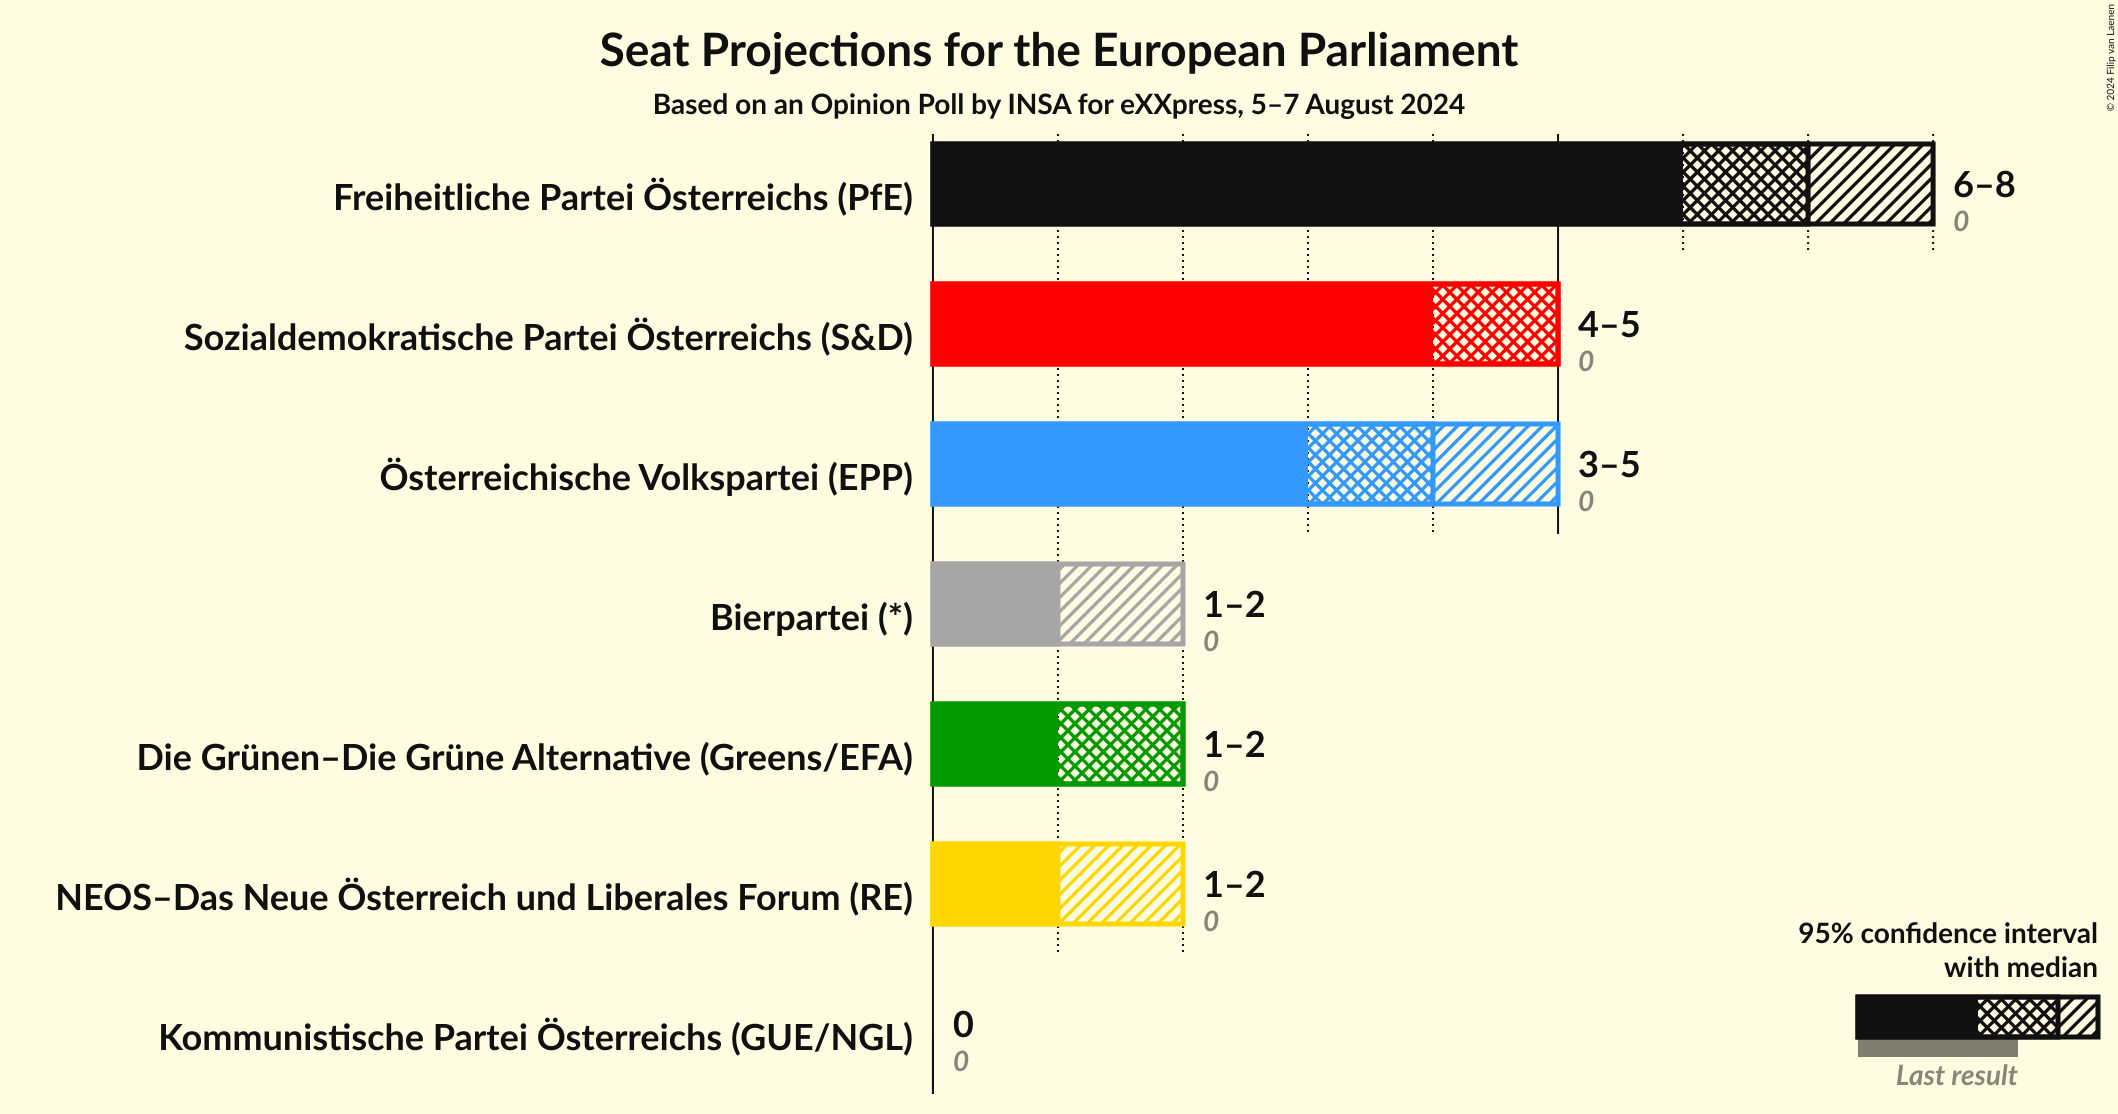 Seat Projections for the European Parliament
Based on an Opinion Poll by INSA for eXXpress, 5–7 August 2024
© 2024 Filip van Laenen
Freiheitliche Partei Österreichs (PfE)
6–8
0
Sozialdemokratische Partei Österreichs (S&D)
4–5
0
Österreichische Volkspartei (EPP)
3–5
0
Bierpartei (*)
1–2
0
Die Grünen–Die Grüne Alternative (Greens/EFA)
1–2
0
NEOS–Das Neue Österreich und Liberales Forum (RE)
1–2
0
Kommunistische Partei Österreichs (GUE/NGL)
0
0
95% confidence interval
with median
Last result